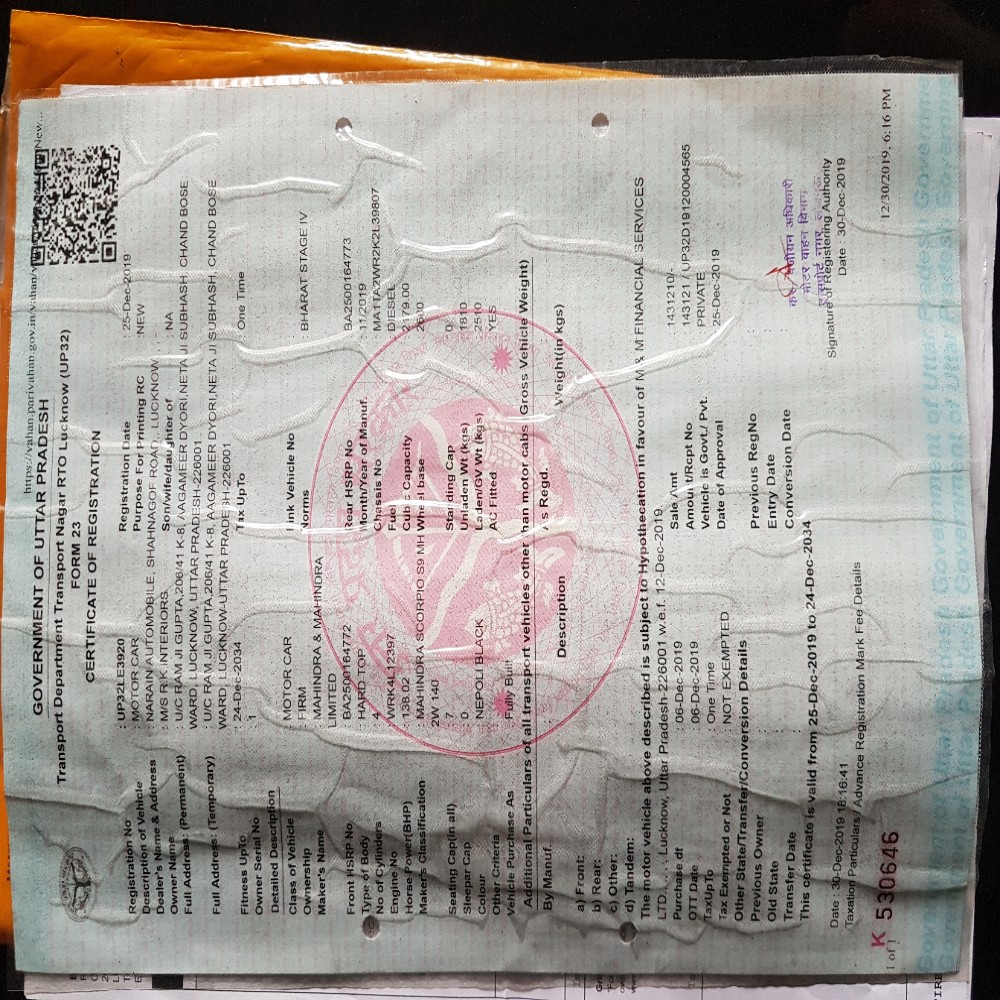 https://vahan.parivahan.gov.in/vahan/v
New...
GOVERNMENT OF UTTAR PRADESH
Transport Department Transport Nagar RTO Lucknow (UP32)
FORM 23
CERTIFICATE OF REGISTRATION
Registration No : UP32LE3920 Registration Date : 25-Dec-2019
Description of Vehicle : MOTOR CAR Purpose For Printing RC : NEW
Dealer's Name & Address : NARAIN AUTOMOBILE, SHAHNAGOF ROAD, , LUCKNOW, , ,
Owner Name : M/S R K INTERIORS. Son/wife/daughter of : NA
Full Address: (Permanent) : U/C RAM JI GUPTA,206/41 K-8, AAGAMEER DYORI,NETA JI SUBHASH, CHAND BOSE
WARD, LUCKNOW, UTTAR PRADESH-226001
Full Address: (Temporary) : U/C RAM JI GUPTA,206/41 K-8, AAGAMEER DYORI,NETA JI SUBHASH, CHAND BOSE
WARD, LUCKNOW-UTTAR PRADESH-226001
Fitness UpTo : 24-Dec-2034 Tax UpTo : One Time
Owner Serial No : 1
Detailed Description
Class of Vehicle : MOTOR CAR Link Vehicle No :
Ownership : FIRM Norms : BHARAT STAGE IV
Maker's Name : MAHINDRA & MAHINDRA
LIMITED
Front HSRP No : BA2500164772 Rear HSRP No : BA2500164773
Type of Body : HARD TOP Month/Year of Manuf. : 11/2019
No of Cylinders : 4 Chassis No : MA1TA2WR2K2L39807
Engine No : WRK4L12397 Fuel : DIESEL
Horse Power(BHP) : 138.02 Cubic Capacity : 2179.00
Maker's Classification : MAHINDRA SCORPIO S9 MH Wheel base :
2W 140
Seating Cap(in all) : 7 Standing Cap : 0
Sleepar Cap : 0 Unladen Wt (kgs) : 1810
Colour : NEPOLI BLACK Laden/GV Wt (kgs) : 2510
Other Criteria : AC Fitted : YES
Vehicle Purchase As : Fully Built
Additional Particulars of all transport vehicles other than motor cabs Gross Vehicle Weight)
By Manuf. : As Regd. :
Description Weight(in kgs)
a) Front:
b) Rear:
c) Other:
d) Tandem:
The motor vehicle above described is subject to Hypothecation in favour of M & M FINANCIAL SERVICES
LTD., , , , Lucknow, Uttar Pradesh-226001 w.e.f. 12-Dec-2019.
Purchase dt : 06-Dec-2019 Sale Amt : 1431210/-
OTT Date : 06-Dec-2019 Amount/Rcpt No : 143121 / UP32D19120004565
TaxUpTo : One Time Vehicle is Govt./ Pvt. : PRIVATE
Tax Exempted or Not : NOT EXEMPTED Date of Approval : 25-Dec-2019
Other State/Transfer/Conversion Details
Previous Owner : Previous RegNo :
Old State : Entry Date :
Transfer Date : Conversion Date :
This certificate is valid from 25-Dec-2019 to 24-Dec-2034
मोटर वाहन विभाग
Signature of Registering Authority
Date : 30-Dec-2019 18:16:41 Date : 30-Dec-2019
Taxation Particulars / Advance Registration Mark Fee Details
K 530646
1 of 1 12/30/2019, 6:16 PM